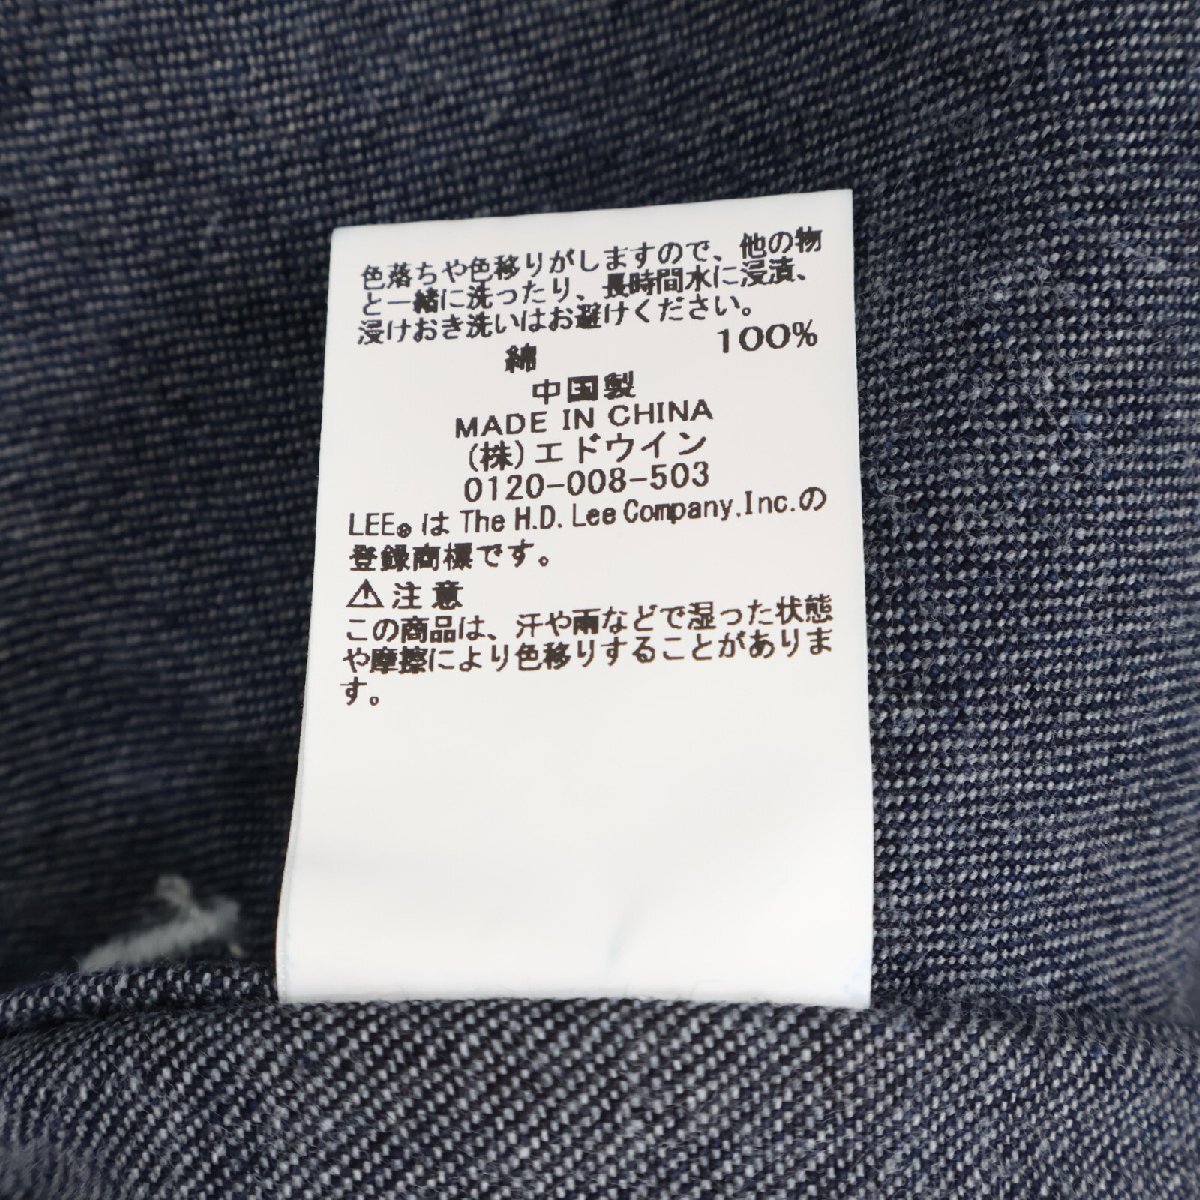 色落ちや色移りがしますので、他の物
と一緒に洗ったり、長時間水に浸漬、
浸けおき洗いはお避けください。
綿 100%
中国製
MADE IN CHINA
(株)エドウイン
0120-008-503
LEE®は The H.D. Lee Company,Inc.の
登録商標です。
⚠注意
この商品は、汗や雨などで湿った状態
や摩擦により色移りすることがありま
す。